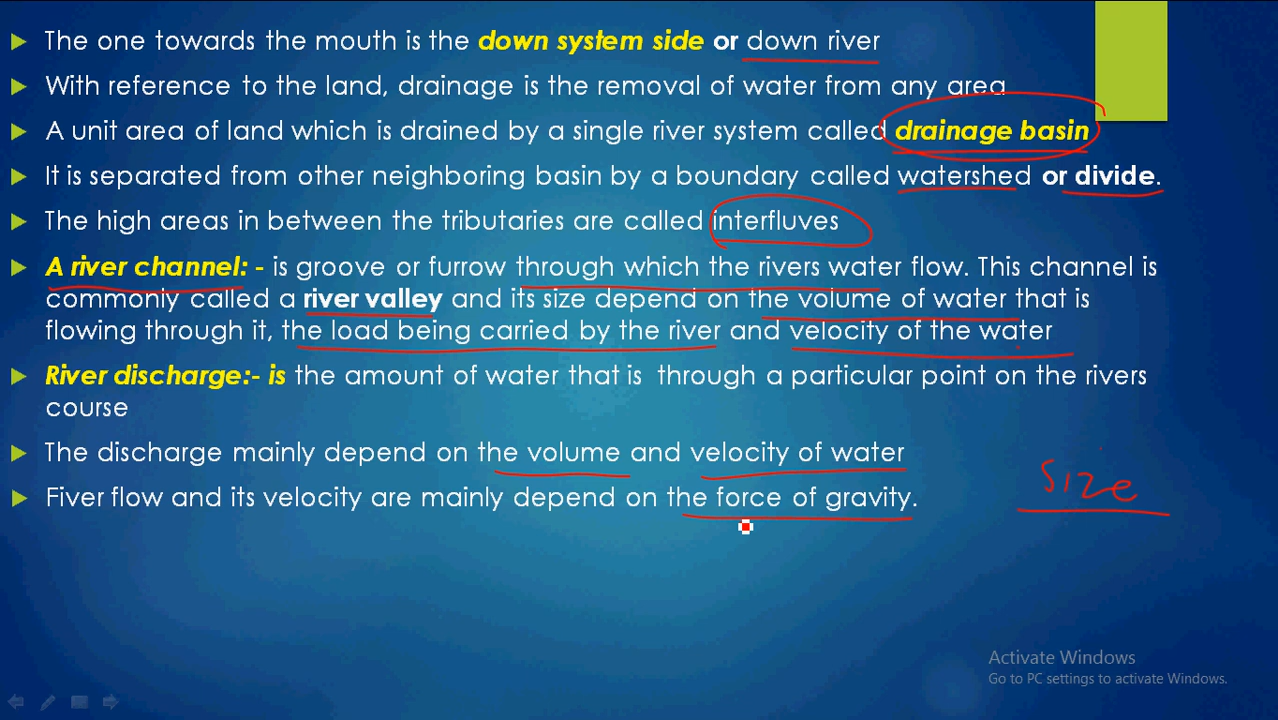 The one towards the mouth is the down system side or down river
With reference to the land, drainage is the removal of water from any area
A unit area of land which is drained by a single river system called drainage basin
It is separated from other neighboring basin by a boundary called watershed or divide.
The high areas in between the tributaries are called interfluves
A river channel: - is groove or furrow through which the rivers water flow. This channel is
commonly called a river valley and its size depend on the volume of water that is
flowing through it, the load being carried by the river and velocity of the water
River discharge:- is the amount of water that is through a particular point on the rivers
course
The discharge mainly depend on the volume and velocity of water
Fiver flow and its velocity are mainly depend on the force of gravity.
Size
Activate Windows
Go to PC settings to activate Windows.